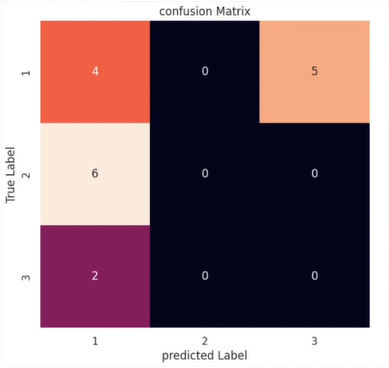 confusion Matrix
True Label
1 4 0 5
2 6 0 0
3 2 0 0
1 2 3
predicted Label